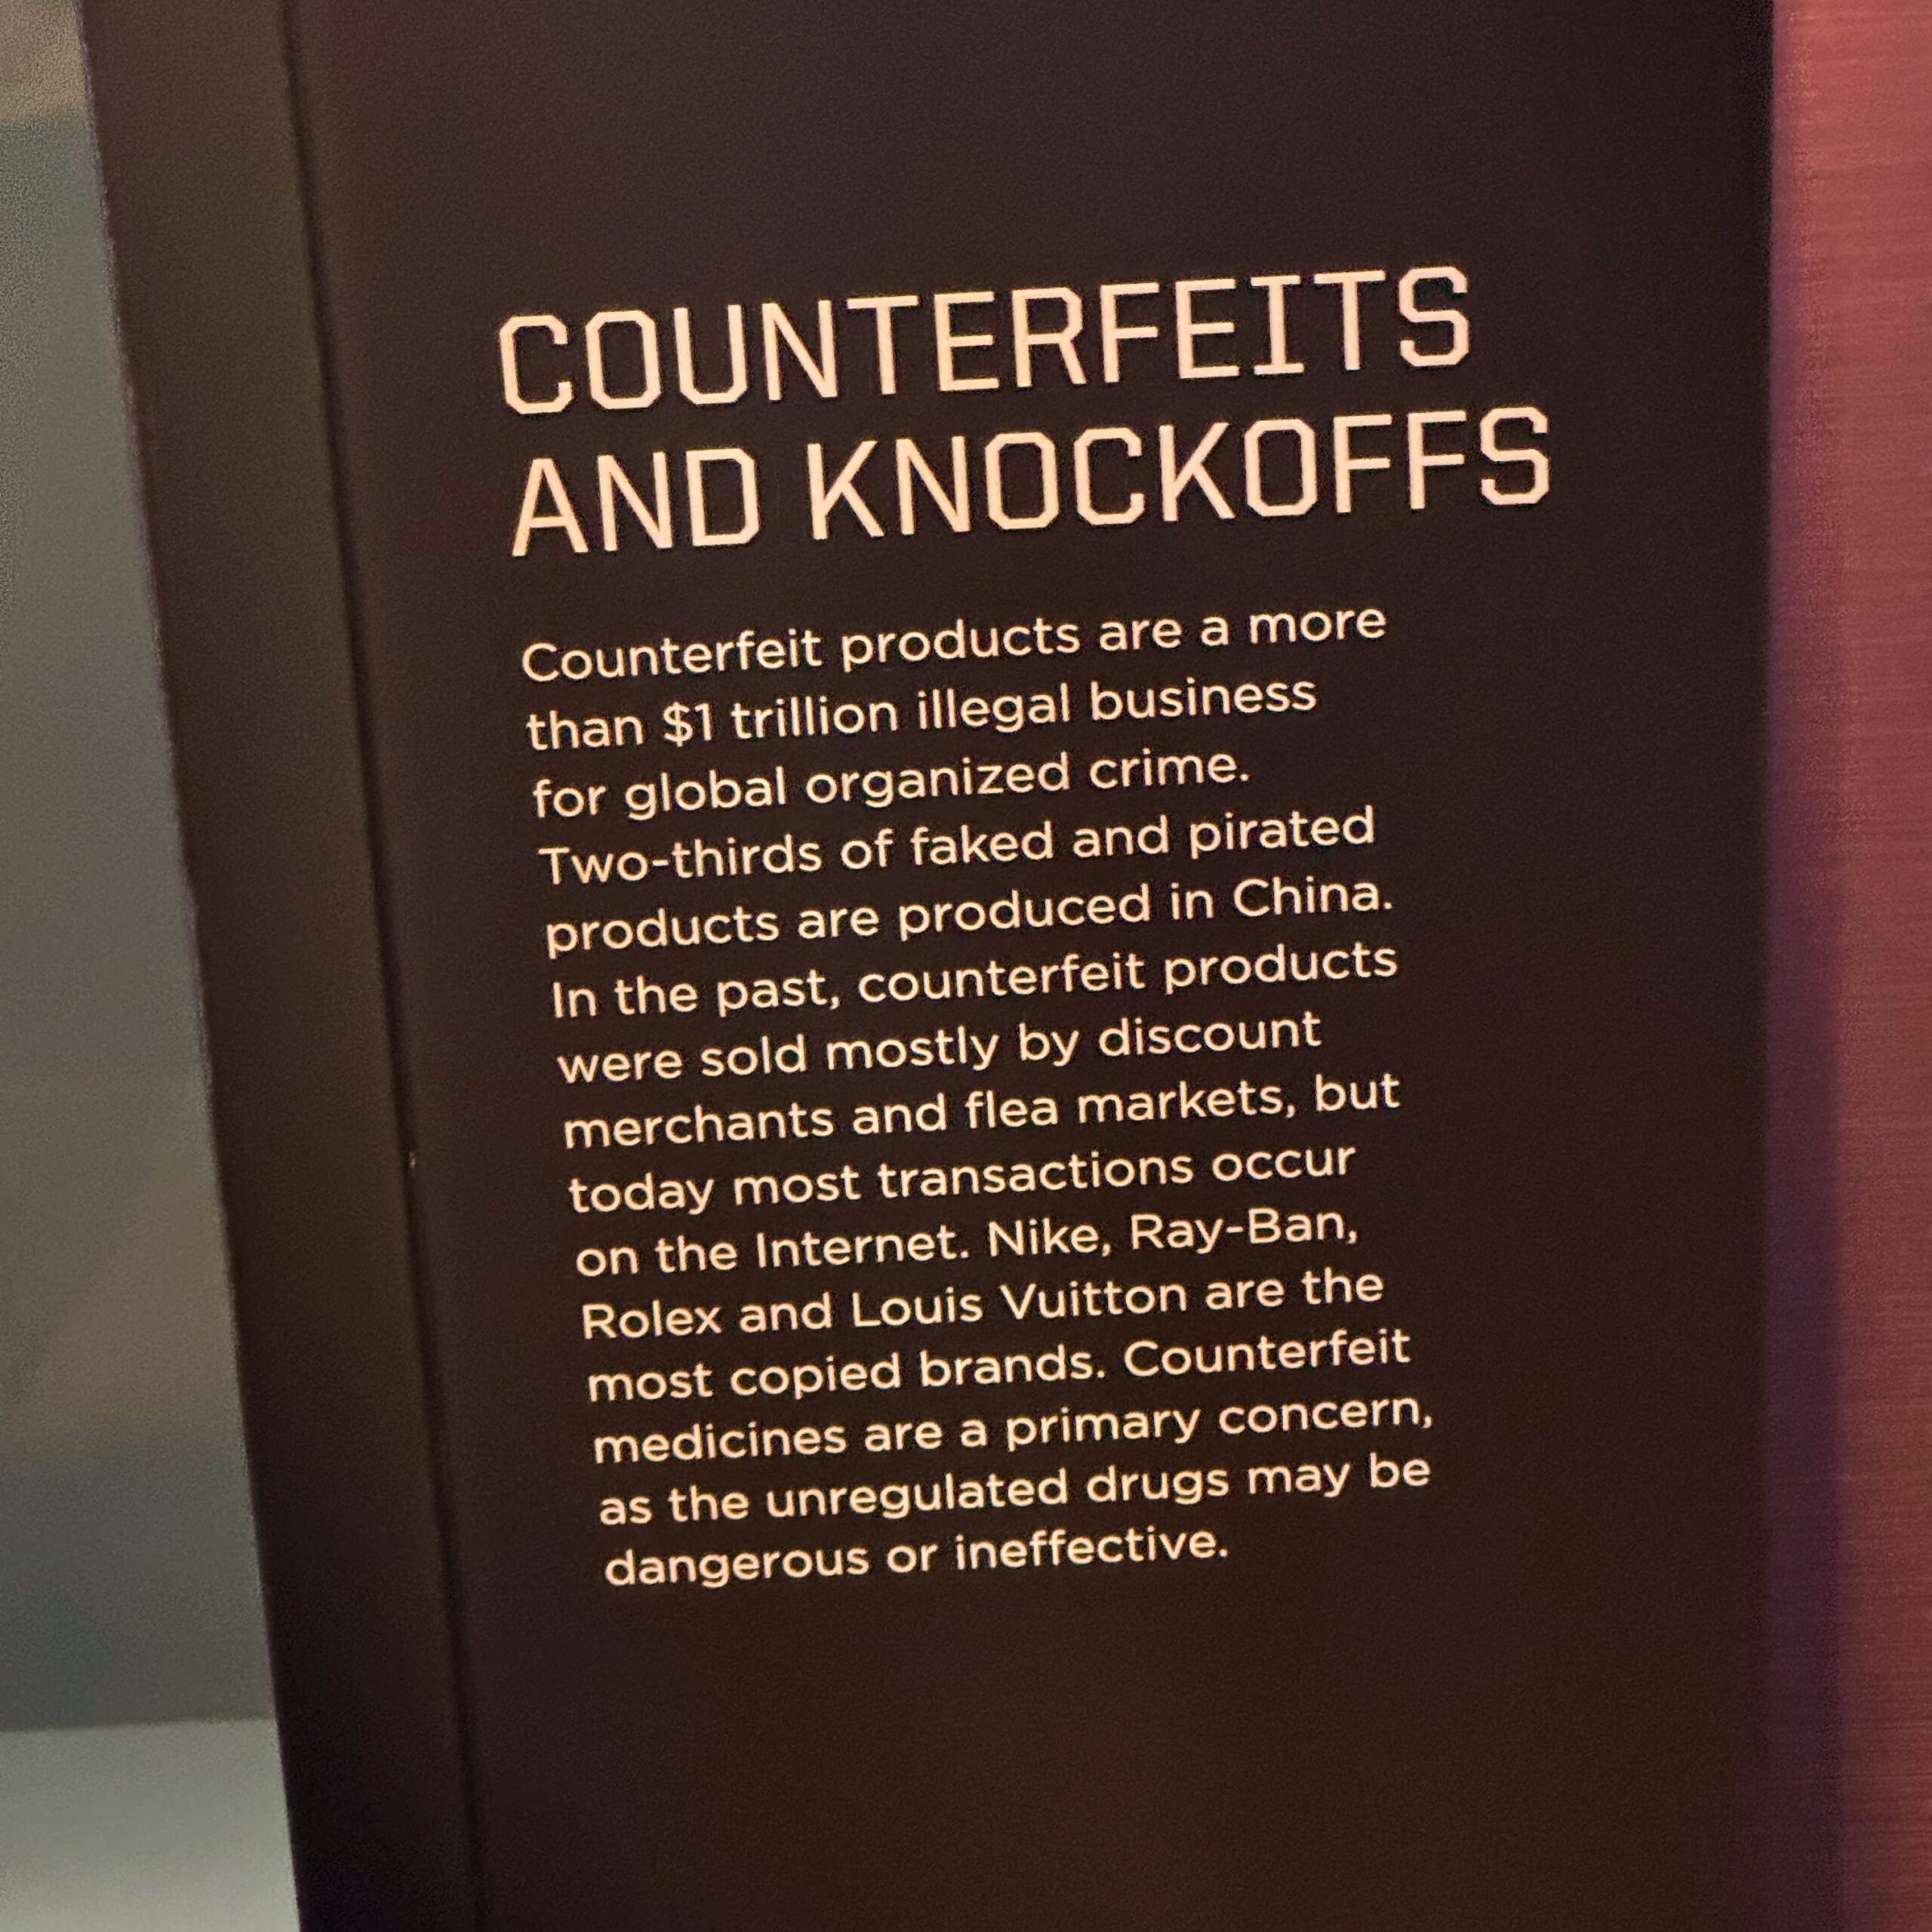 COUNTERFEITS
AND KNOCKOFFS
Counterfeit products are a more
than $1 trillion illegal business
for global organized crime.
Two-thirds of faked and pirated
products are produced in China.
In the past, counterfeit products
were sold mostly by discount
merchants and flea markets, but
today most transactions occur
on the Internet. Nike, Ray-Ban,
Rolex and Louis Vuitton are the
most copied brands. Counterfeit
medicines are a primary concern,
as the unregulated drugs may be
dangerous or ineffective.